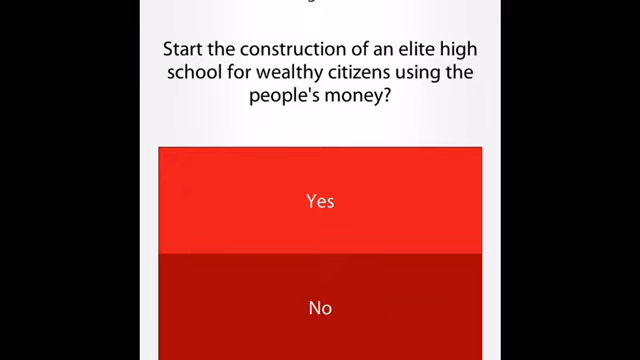 Start the construction of an elite high
school for wealthy citizens using the
people's money?
Yes
No